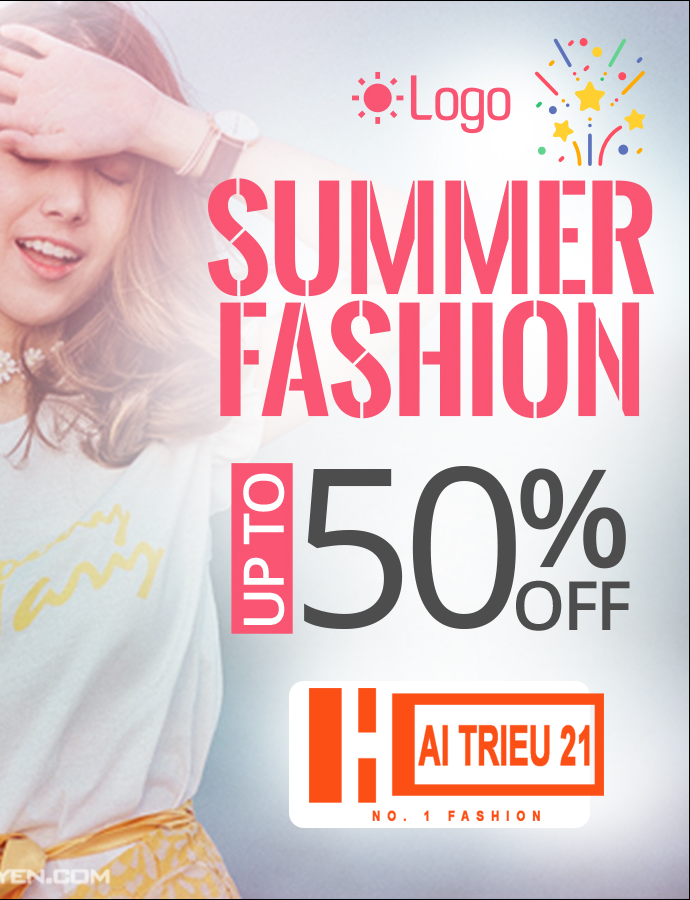 Logo
SUMMER
FASHION
UP TO
50%
OFF
H
AI TRIEU 21
NO. 1 FASHION
YEN.COM